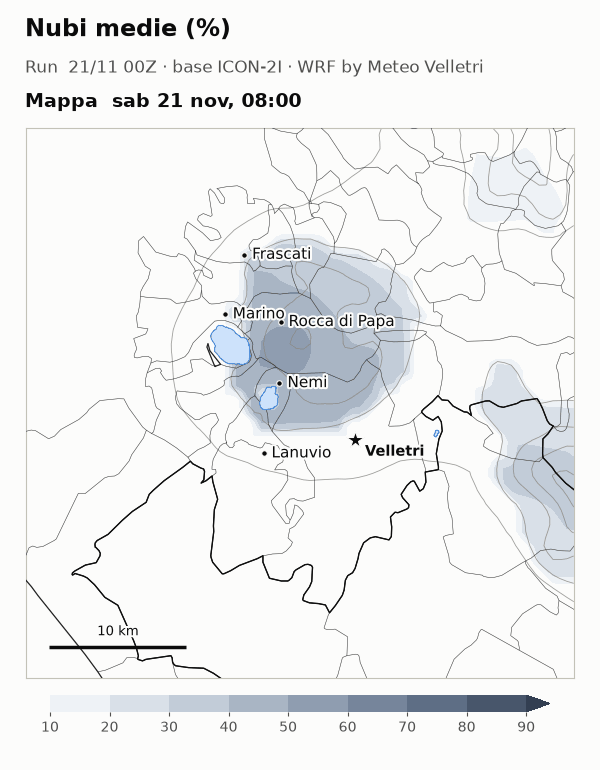 Nubi medie (%)
Run 21/11 00Z · base ICON-2I · WRF by Meteo Velletri
Mappa sab 21 nov, 08:00
Frascati
Marino
Rocca di Papa
Nemi
Velletri
Lanuvio
10 km
10 20 30 40 50 60 70 80 90